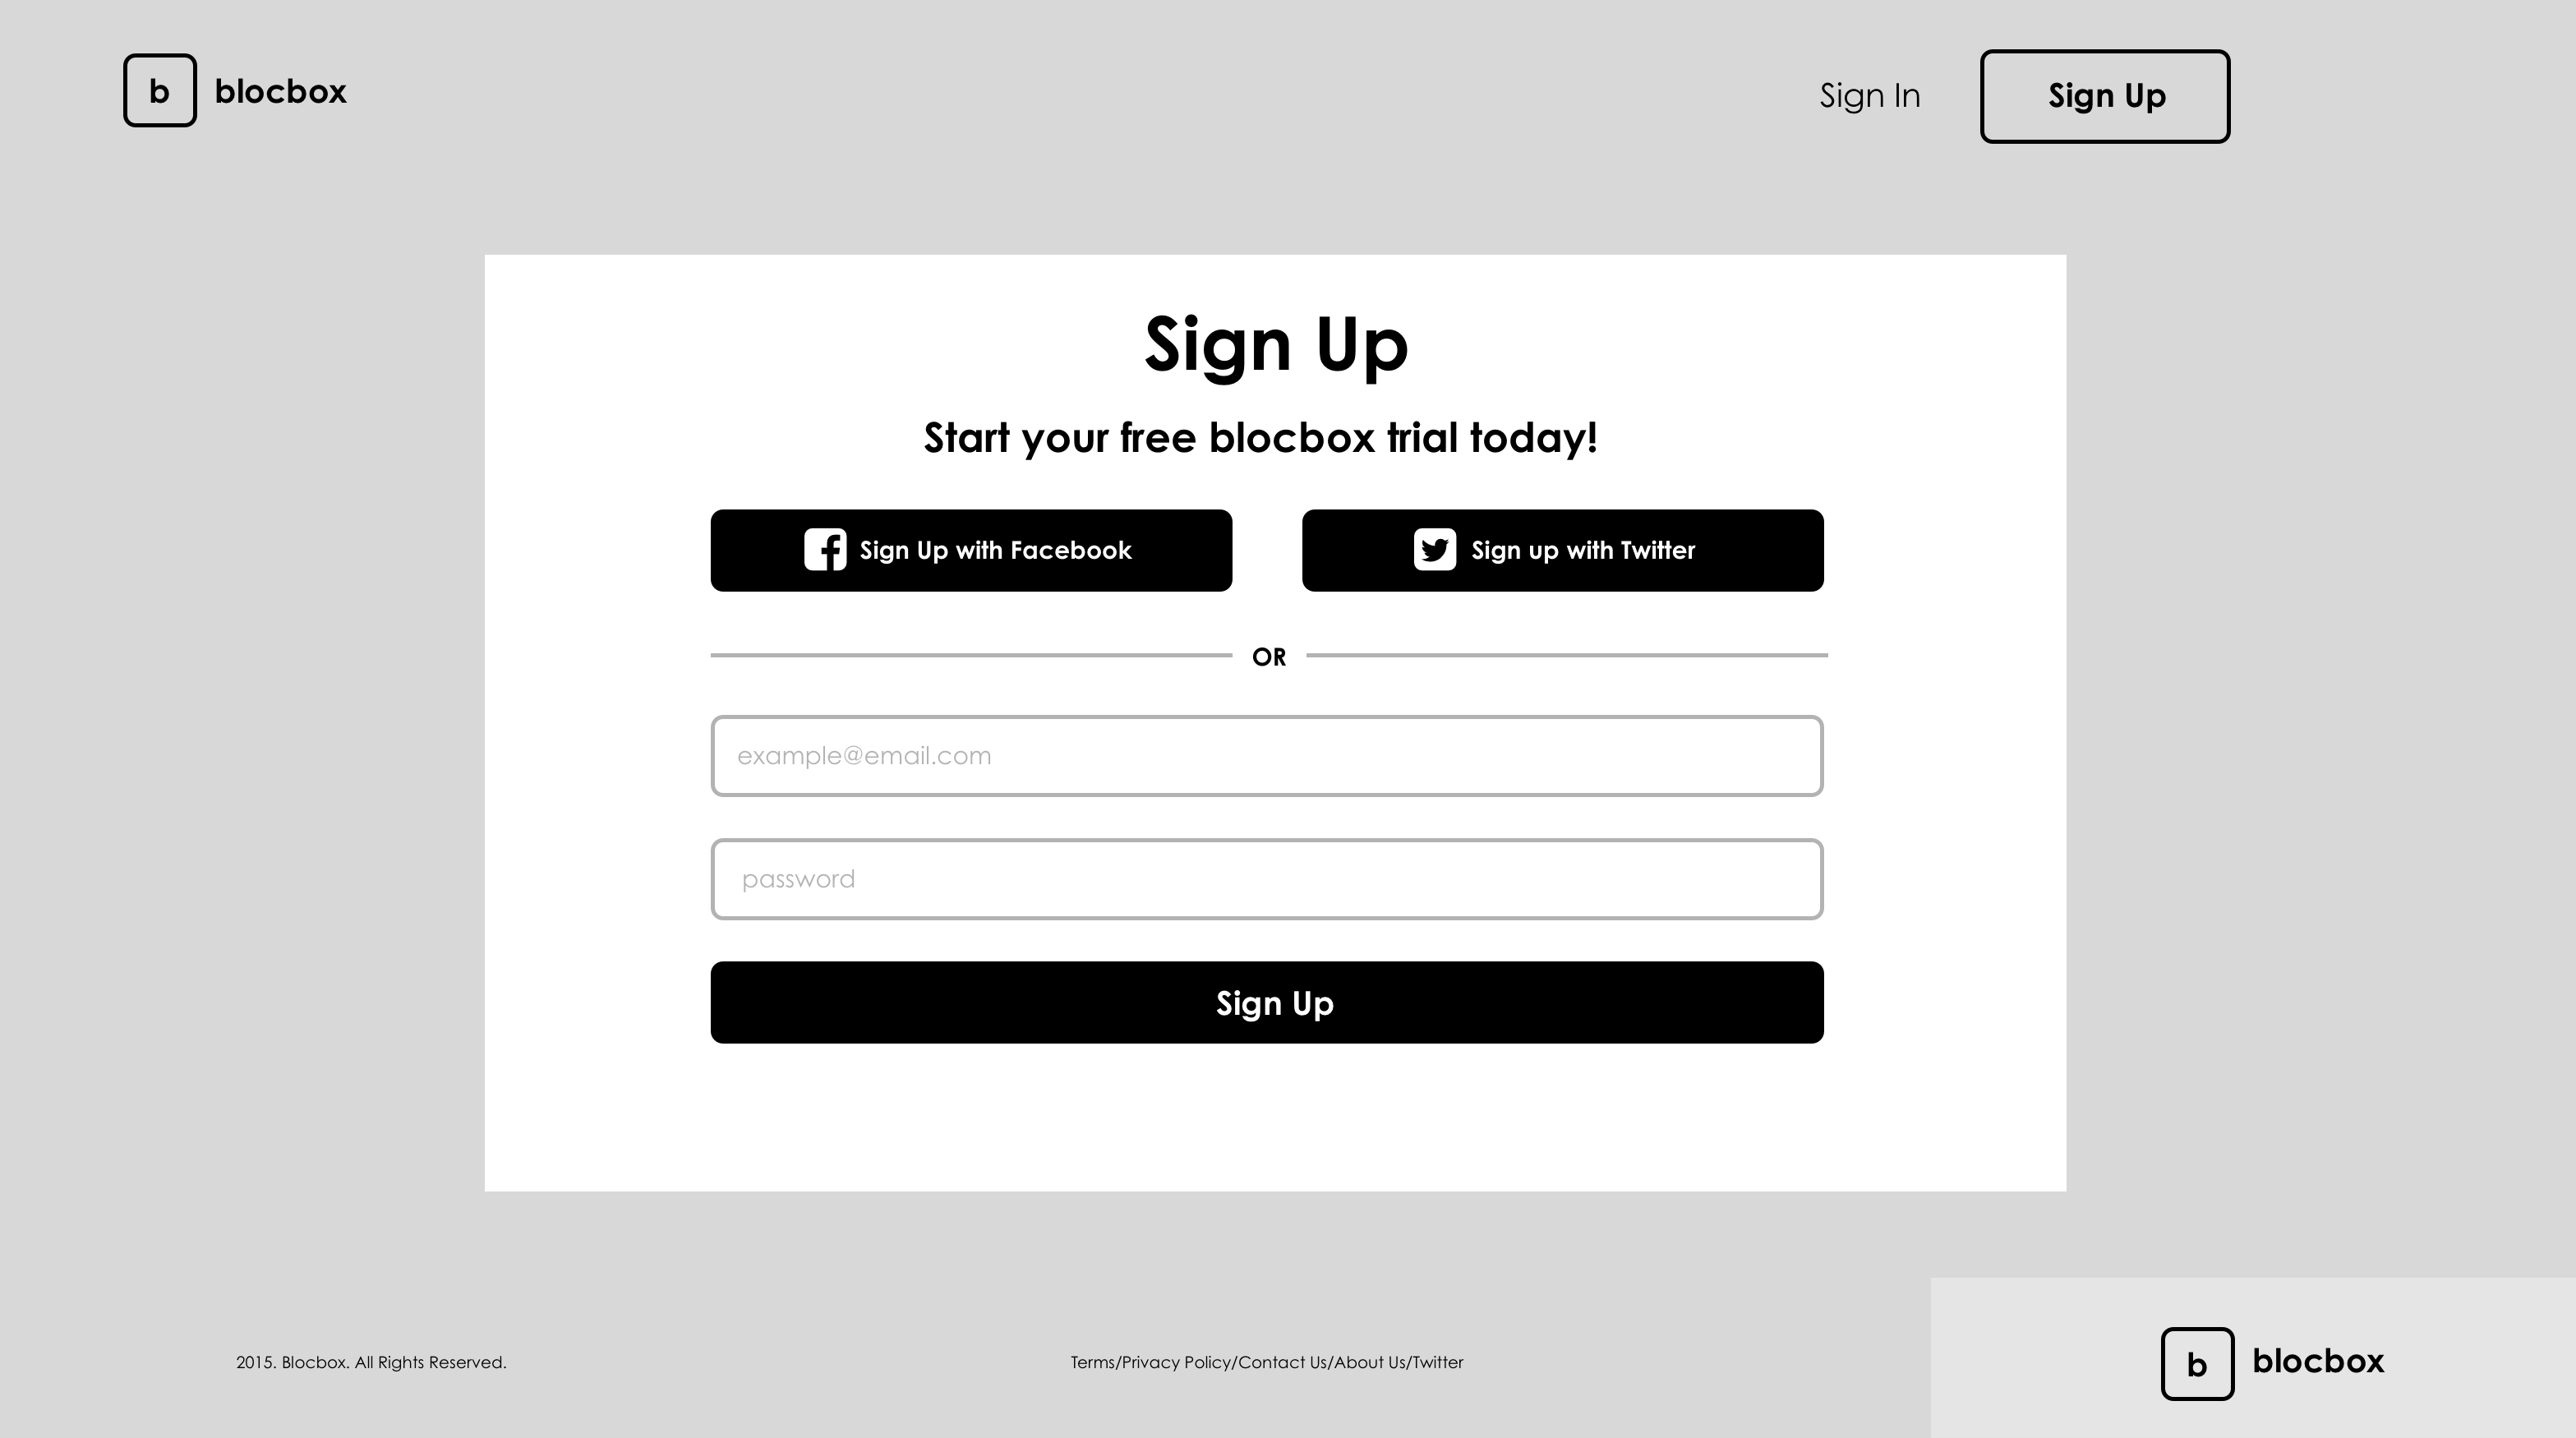 b blocbox
Sign In
Sign Up
Sign Up
Start your free blocbox trial today!
Sign Up with Facebook
Sign up with Twitter
OR
example@email.com
password
Sign Up
2015. Blocbox. All Rights Reserved.
Terms/Privacy Policy/Contact Us/About Us/Twitter
b blocbox